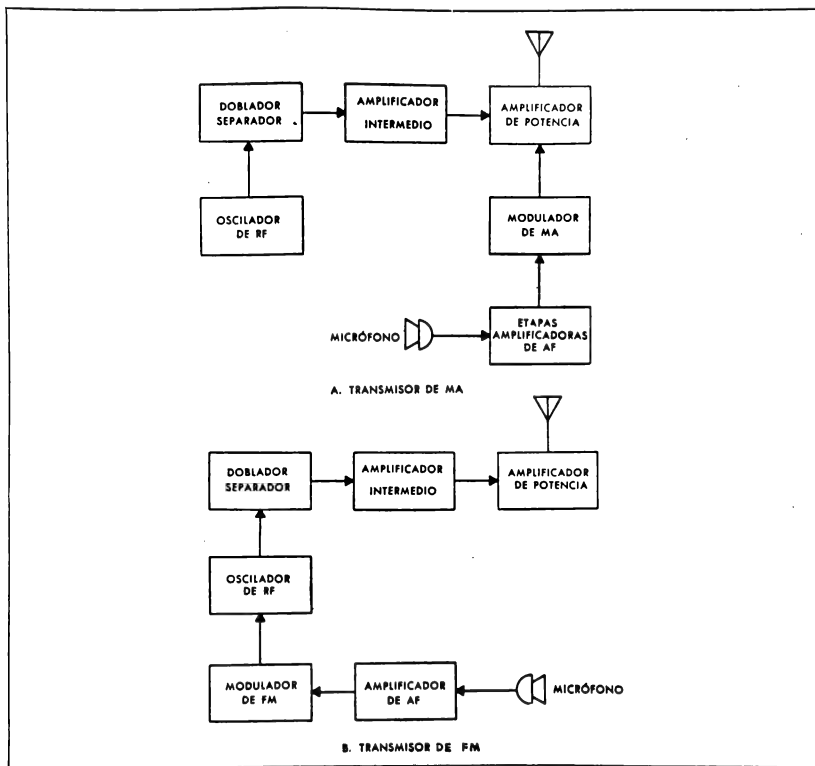 DOBLADOR
SEPARADOR
AMPLIFICADOR
INTERMEDIO
AMPLIFICADOR
DE POTENCIA
OSCILADOR
DE RF
MODULADOR
DE MA
MICRÓFONO
ETAPAS
AMPLIFICADORAS
DE AF
A. TRANSMISOR DE MA
DOBLADOR
SEPARADOR
AMPLIFICADOR
INTERMEDIO
AMPLIFICADOR
DE POTENCIA
OSCILADOR
DE RF
MODULADOR
DE FM
AMPLIFICADOR
DE AF
MICRÓFONO
B. TRANSMISOR DE FM